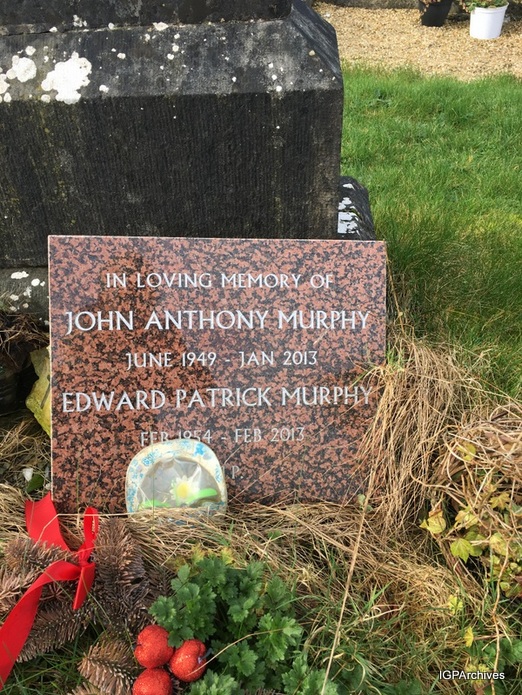 IN LOVING MEMORY OF
JOHN ANTHONY MURPHY
JUNE 1949 - JAN 2013
EDWARD PATRICK MURPHY
FEB 1954 - FEB 2013
P.
IGPArchives